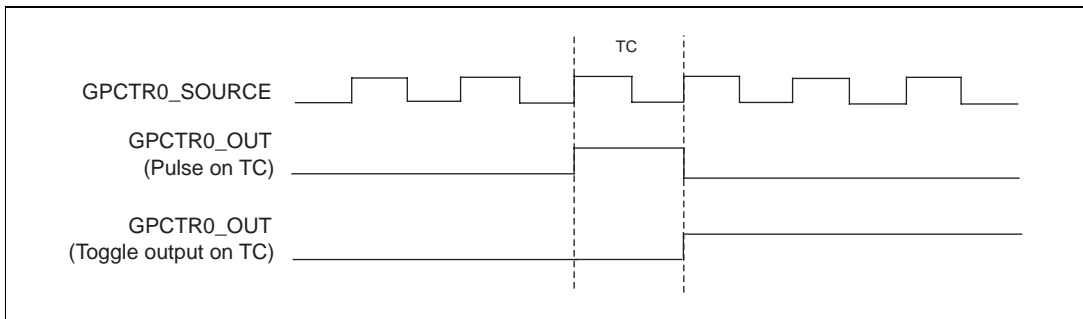 TC
GPCTR0_SOURCE
GPCTR0_OUT
(Pulse on TC)
GPCTR0_OUT
(Toggle output on TC)